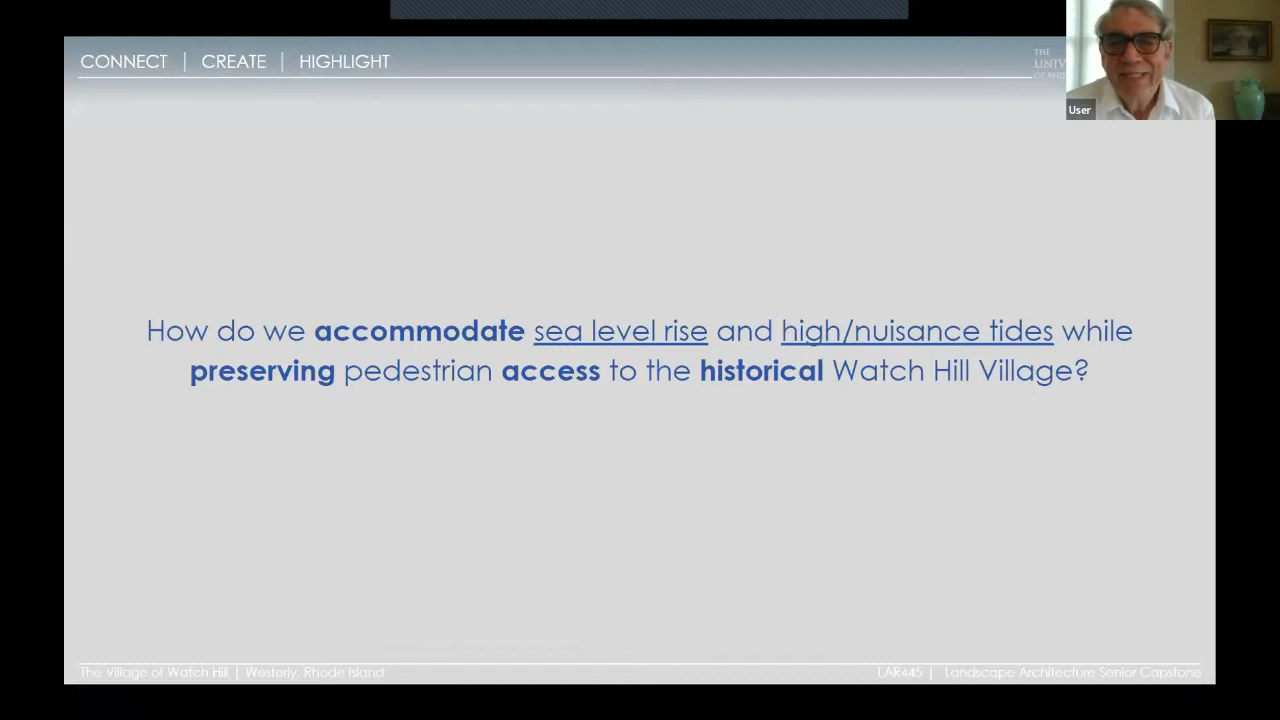 CONNECT | CREATE | HIGHLIGHT
THE
UNIV
User
How do we accommodate sea level rise and high/nuisance tides while
preserving pedestrian access to the historical Watch Hill Village?
The Village of Watch Hill | Westerly, Rhode Island
LAR445 | Landscape Architecture Senior Capstone